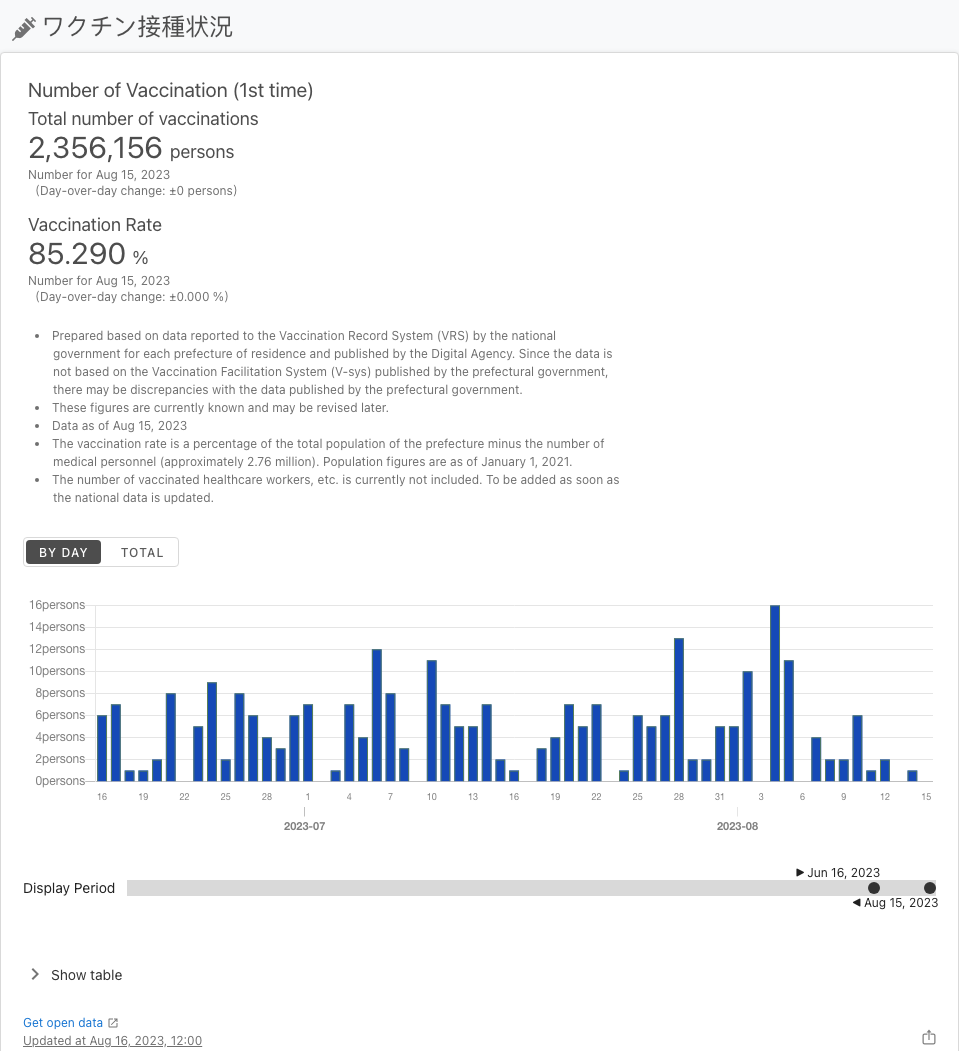 ワクチン接種状況
Number of Vaccination (1st time)
Total number of vaccinations
2,356,156 persons
Number for Aug 15, 2023
(Day-over-day change: ±0 persons)
Vaccination Rate
85.290 %
Number for Aug 15, 2023
(Day-over-day change: ±0.000 %)
• Prepared based on data reported to the Vaccination Record System (VRS) by the national
government for each prefecture of residence and published by the Digital Agency. Since the data is
not based on the Vaccination Facilitation System (V-sys) published by the prefectural government,
there may be discrepancies with the data published by the prefectural government.
• These figures are currently known and may be revised later.
• Data as of Aug 15, 2023
• The vaccination rate is a percentage of the total population of the prefecture minus the number of
medical personnel (approximately 2.76 million). Population figures are as of January 1, 2021.
• The number of vaccinated healthcare workers, etc. is currently not included. To be added as soon as
the national data is updated.
BY DAY TOTAL
16persons
14persons
12persons
10persons
8persons
6persons
4persons
2persons
0persons
16 19 22 25 28 1 4 7 10 13 16 19 22 25 28 31 3 6 9 12 15
2023-07 2023-08
▶ Jun 16, 2023
Display Period
◀ Aug 15, 2023
Show table
Get open data
Updated at Aug 16, 2023, 12:00